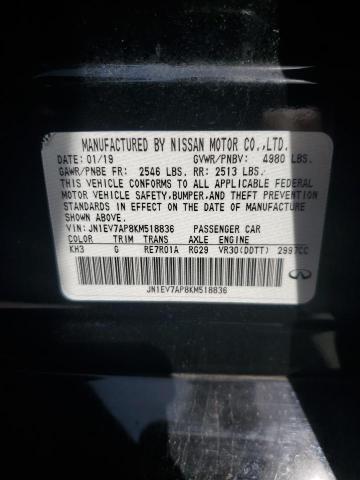 MANUFACTURED BY NISSAN MOTOR CO.,LTD.
DATE: 01/19 GVWR/PNBV: 4980 LBS.
GAWR/PNBE FR: 2546 LBS. RR: 2513 LBS.
THIS VEHICLE CONFORMS TO ALL APPLICABLE FEDERAL
MOTOR VEHICLE SAFETY,BUMPER,AND THEFT PREVENTION
STANDARDS IN EFFECT ON THE DATE OF MANUFACTURE
SHOWN ABOVE.
VIN: JN1EV7AP8KM518836 PASSENGER CAR
COLOR TRIM TRANS AXLE ENGINE
KH3 G RE7R01A RG29 VR30(DDTT) 2997CC
JN1EV7AP8KM518836